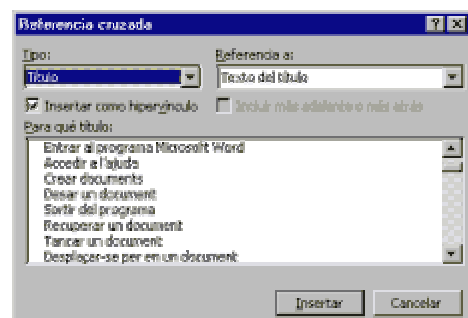 Referencia cruzada
Tipo: Referencia a:
Título Texto del título
Insertar como hipervínculo Incluir más adelante o más atrás
Para qué título:
Entrar al programa Microsoft Word
Accedir a l'ajuda
Crear documents
Desar un document
Sortir del programa
Recuperar un document
Tancar un document
Desplaçar-se per en un document
Insertar Cancelar